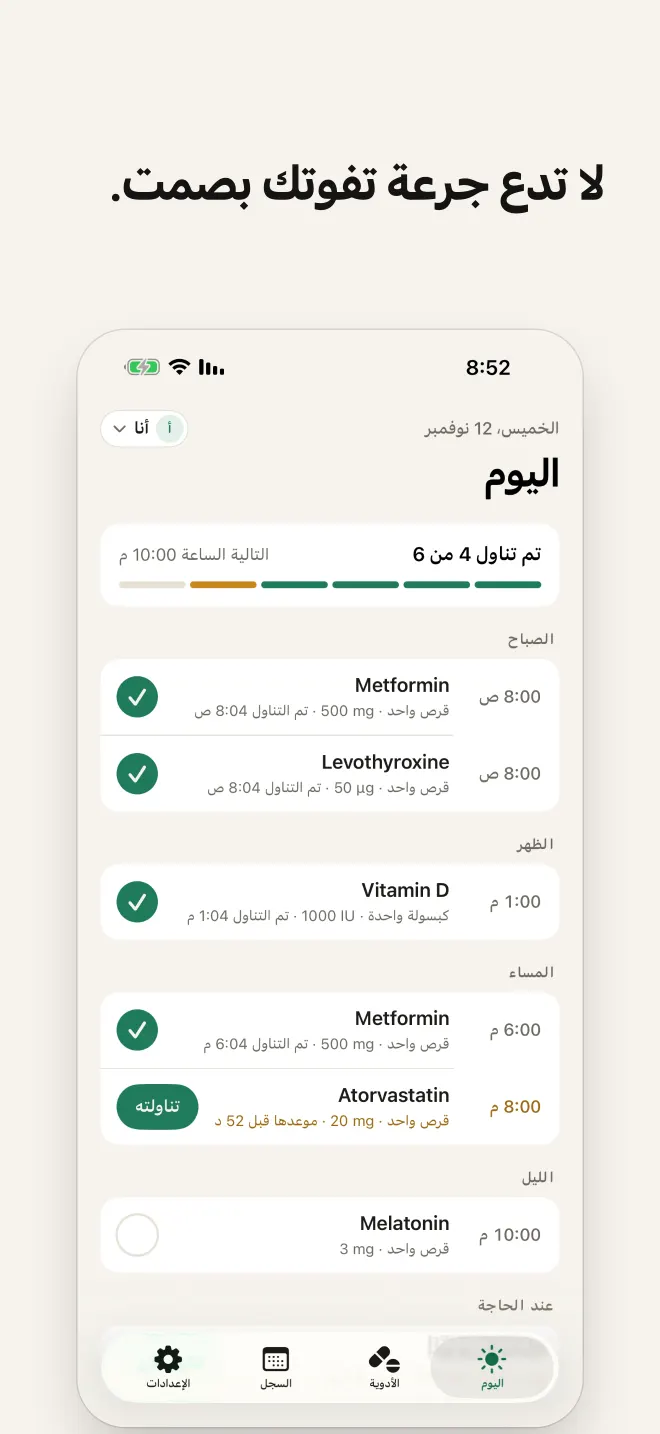 لا تدع جرعة تفوتك بصمت.
8:52
الخميس، 12 نوفمبر
أ أنا
اليوم
تم تناول 4 من 6
التالية الساعة 10:00 م
الصباح
8:00 ص
Metformin
قرص واحد · 500 mg · تم التناول 8:04 ص
8:00 ص
Levothyroxine
قرص واحد · 50 µg · تم التناول 8:04 ص
الظهر
1:00 م
Vitamin D
كبسولة واحدة · 1000 IU · تم التناول 1:04 م
المساء
6:00 م
Metformin
قرص واحد · 500 mg · تم التناول 6:04 م
8:00 م
Atorvastatin
قرص واحد · 20 mg · موعدها قبل 52 د
تناولته
الليل
10:00 م
Melatonin
قرص واحد · 3 mg
عند الحاجة
اليوم
الأدوية
السجل
الإعدادات